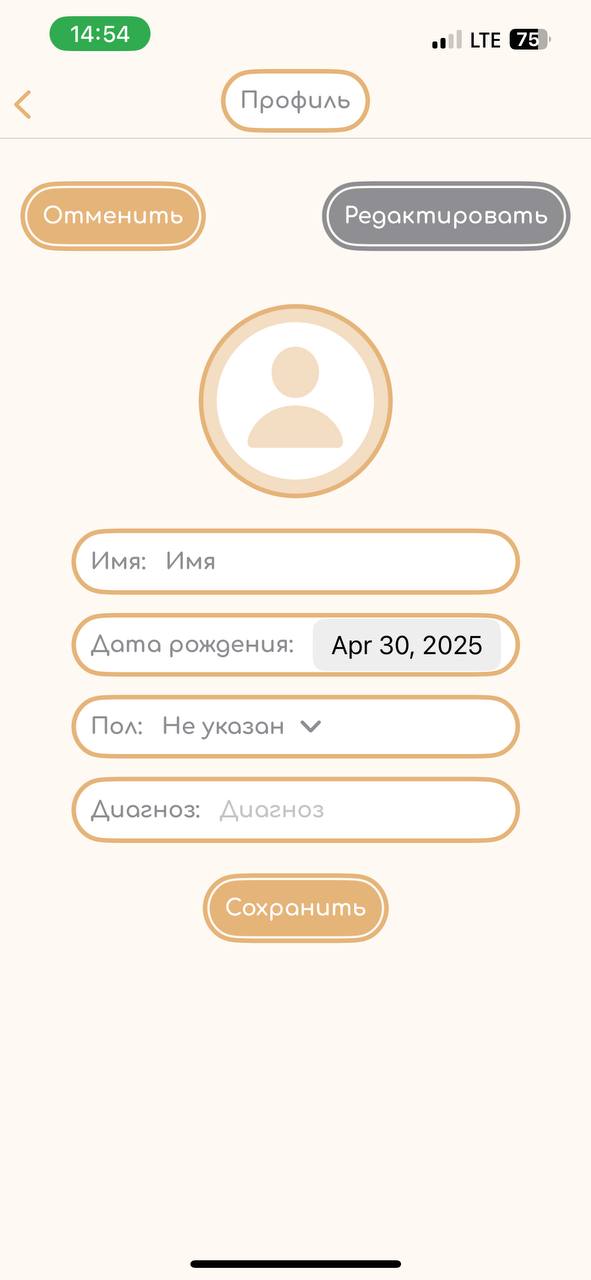 14:54 LTE 75
Профиль
Отменить Редактировать
Имя: Имя
Дата рождения: Apr 30, 2025
Пол: Не указан
Диагноз: Диагноз
Сохранить